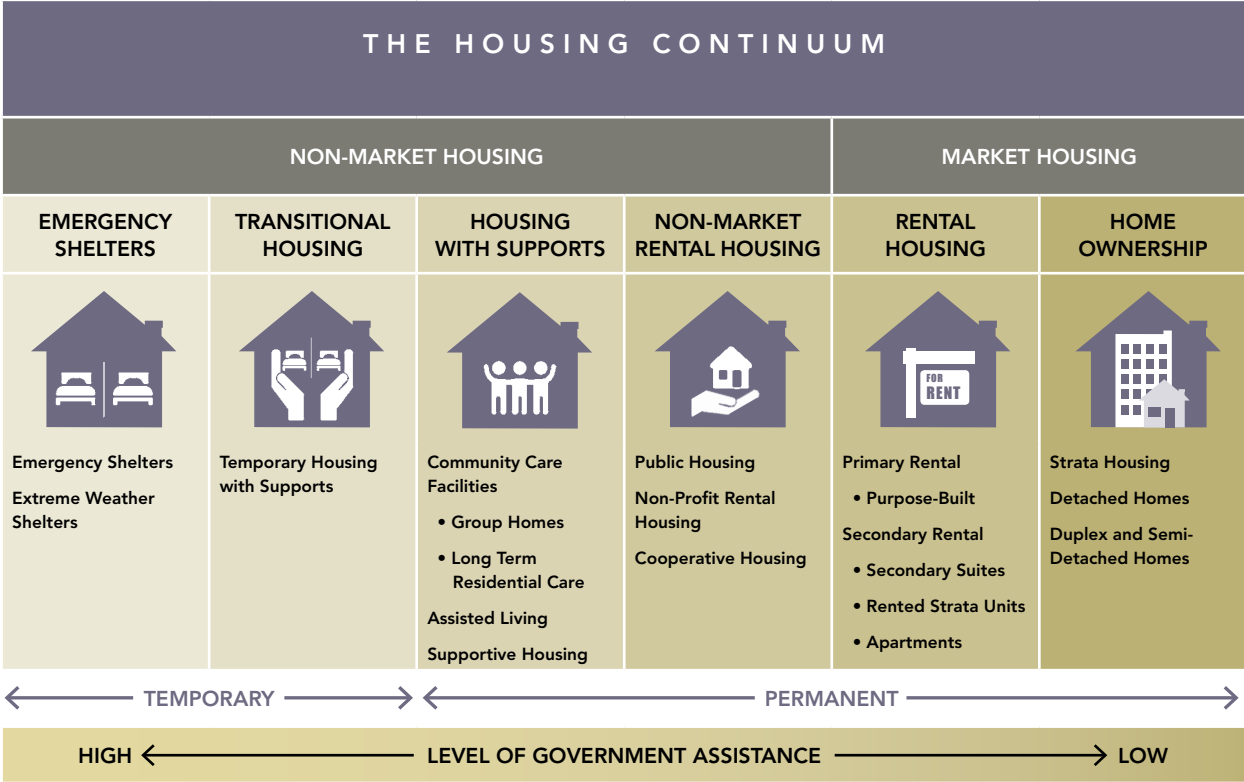 THE HOUSING CONTINUUM
NON-MARKET HOUSING
MARKET HOUSING
EMERGENCY
SHELTERS
TRANSITIONAL
HOUSING
HOUSING
WITH SUPPORTS
NON-MARKET
RENTAL HOUSING
RENTAL
HOUSING
HOME
OWNERSHIP
FOR
RENT
Emergency Shelters
Extreme Weather
Shelters
Temporary Housing
with Supports
Community Care
Facilities
• Group Homes
• Long Term
Residential Care
Assisted Living
Supportive Housing
Public Housing
Non-Profit Rental
Housing
Cooperative Housing
Primary Rental
• Purpose-Built
Secondary Rental
• Secondary Suites
• Rented Strata Units
• Apartments
Strata Housing
Detached Homes
Duplex and Semi-
Detached Homes
TEMPORARY
PERMANENT
HIGH
LEVEL OF GOVERNMENT ASSISTANCE
LOW